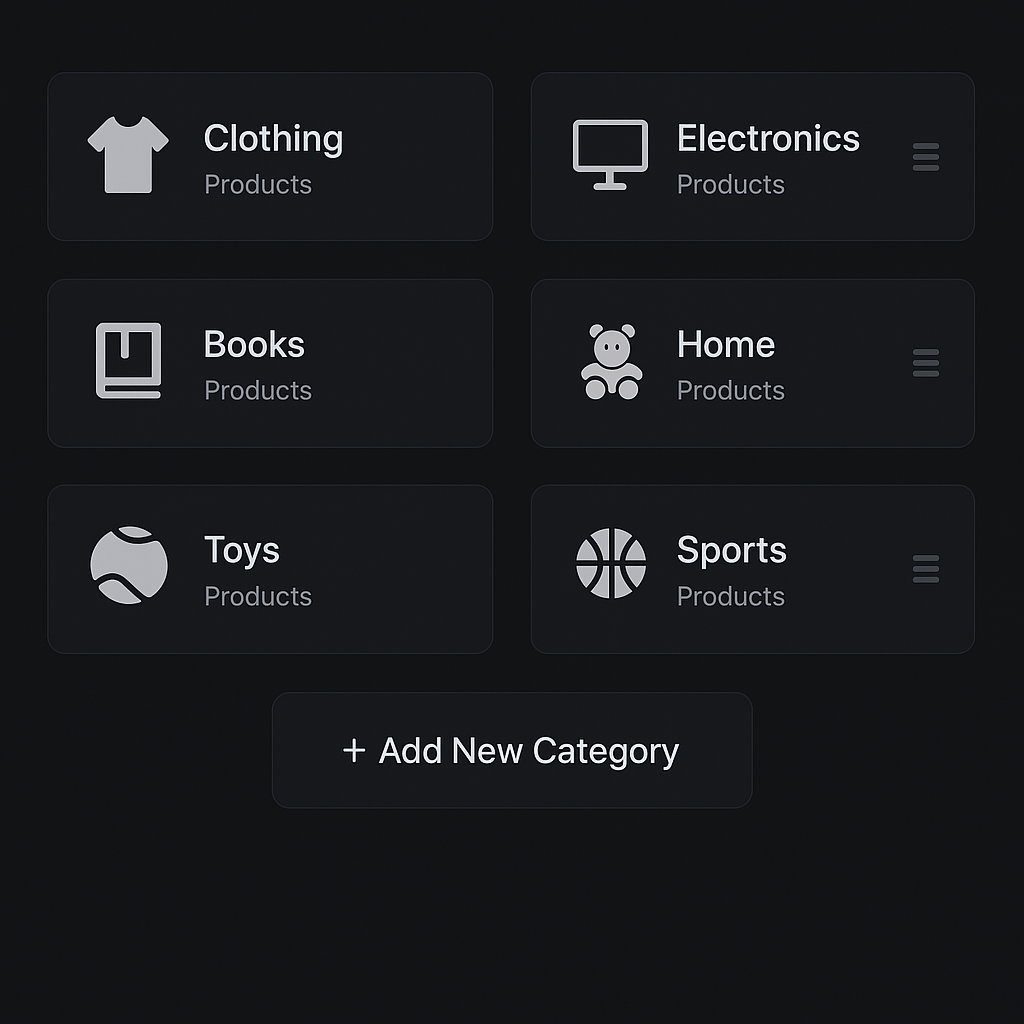 Clothing
Products
Electronics
Products
Books
Products
Home
Products
Toys
Products
Sports
Products
+ Add New Category